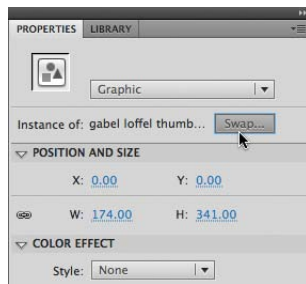 PROPERTIES LIBRARY
Graphic
Instance of: gabel loffel thumb... Swap...
POSITION AND SIZE
X: 0.00 Y: 0.00
W: 174.00 H: 341.00
COLOR EFFECT
Style: None